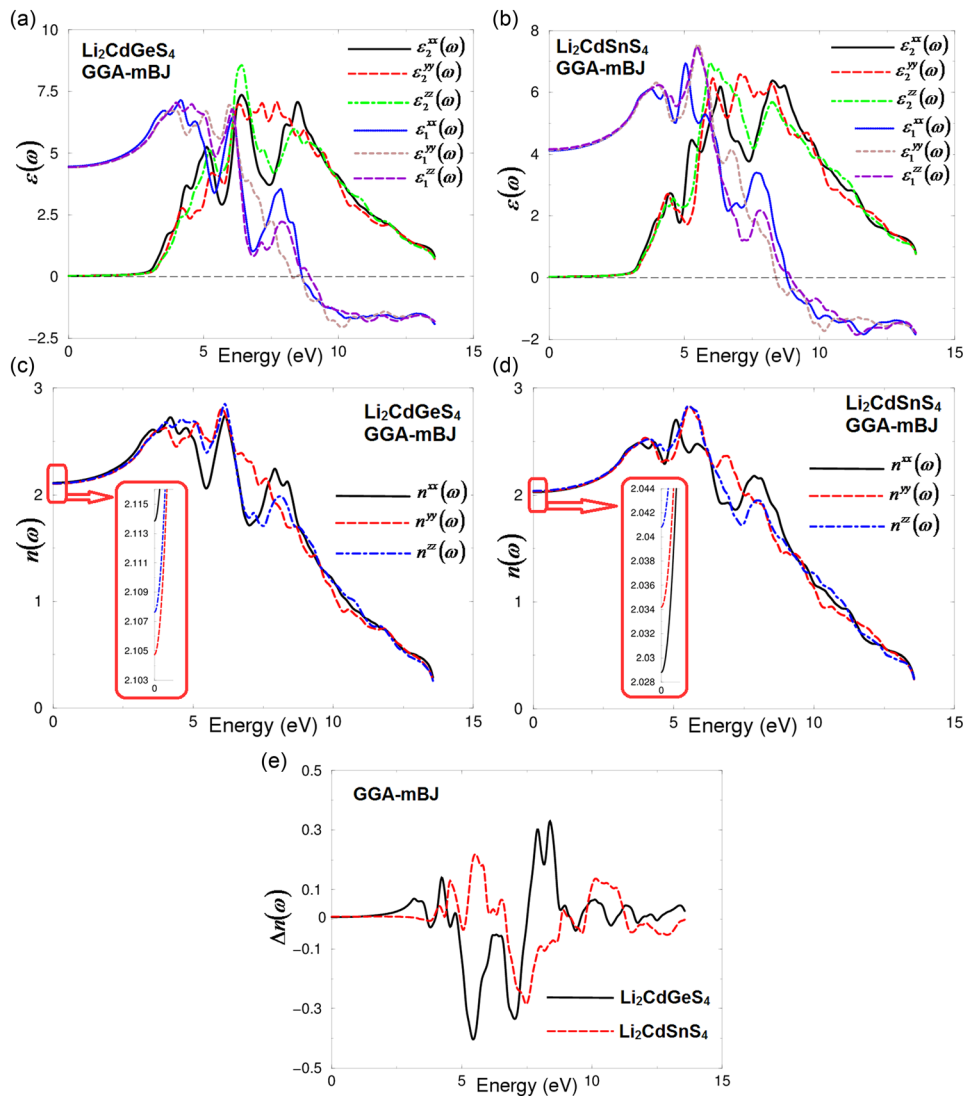 (a)
Li₂CdGeS₄
GGA-mBJ
ε₂ˣˣ(ω)
ε₂ʸʸ(ω)
ε₂ᶻᶻ(ω)
ε₁ˣˣ(ω)
ε₁ʸʸ(ω)
ε₁ᶻᶻ(ω)
10
7.5
5
2.5
0
−2.5
ε(ω)
0
5
10
15
Energy (eV)
(b)
Li₂CdSnS₄
GGA-mBJ
ε₂ˣˣ(ω)
ε₂ʸʸ(ω)
ε₂ᶻᶻ(ω)
ε₁ˣˣ(ω)
ε₁ʸʸ(ω)
ε₁ᶻᶻ(ω)
8
6
4
2
0
−2
ε(ω)
0
5
10
15
Energy (eV)
(c)
Li₂CdGeS₄
GGA-mBJ
nˣˣ(ω)
nʸʸ(ω)
nᶻᶻ(ω)
3
2
1
0
n(ω)
2.115
2.113
2.111
2.109
2.107
2.105
2.103
0
0
5
10
15
Energy (eV)
(d)
Li₂CdSnS₄
GGA-mBJ
nˣˣ(ω)
nʸʸ(ω)
nᶻᶻ(ω)
3
2
1
0
n(ω)
2.044
2.042
2.04
2.038
2.036
2.034
2.032
2.03
2.028
0
0
5
10
15
Energy (eV)
(e)
GGA-mBJ
0.5
0.3
0.1
0
−0.1
−0.3
−0.5
Δn(ω)
Li₂CdGeS₄
Li₂CdSnS₄
0
5
10
15
Energy (eV)